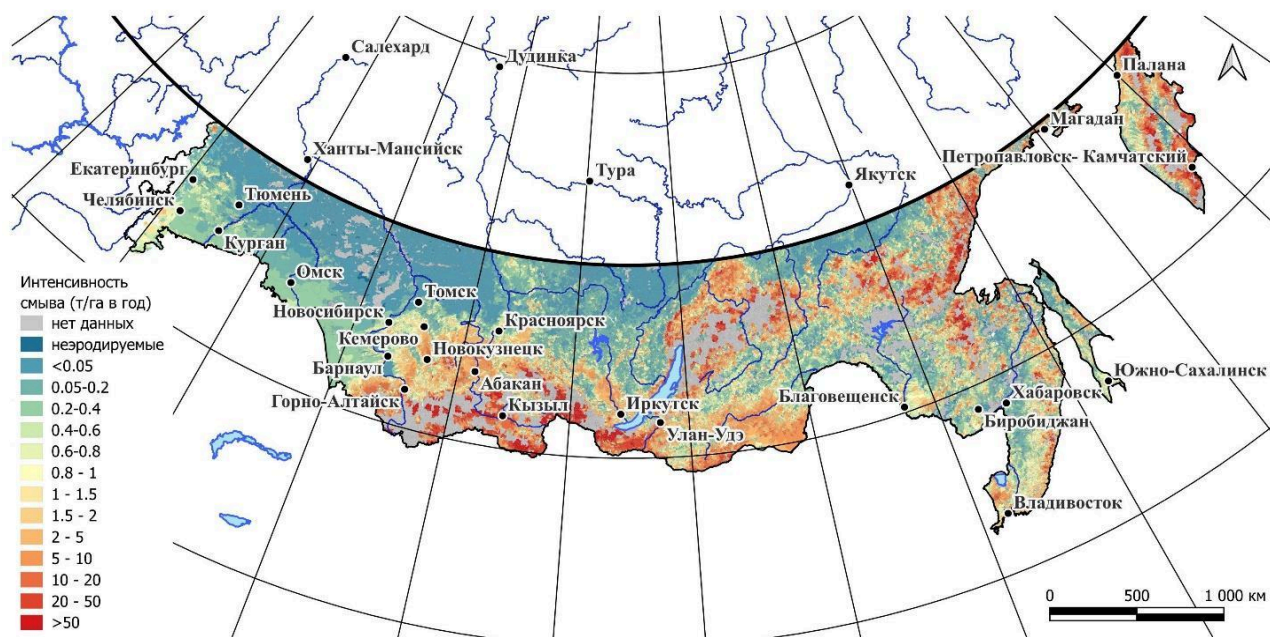 Салехард
Дудинка
Палана
Магадан
Ханты-Мансийск
Петропавловск- Камчатский
Екатеринбург
Тура
Якутск
Челябинск
Тюмень
Курган
Омск
Томск
Новосибирск
Красноярск
Кемерово
Новокузнецк
Барнаул
Абакан
Южно-Сахалинск
Горно-Алтайск
Кызыл
Иркутск
Благовещенск
Хабаровск
Биробиджан
Улан-Удэ
Владивосток
Интенсивность
смыва (т/га в год)
нет данных
неэродируемые
<0.05
0.05-0.2
0.2-0.4
0.4-0.6
0.6-0.8
0.8 - 1
1 - 1.5
1.5 - 2
2 - 5
5 - 10
10 - 20
20 - 50
>50
0 500 1 000 км